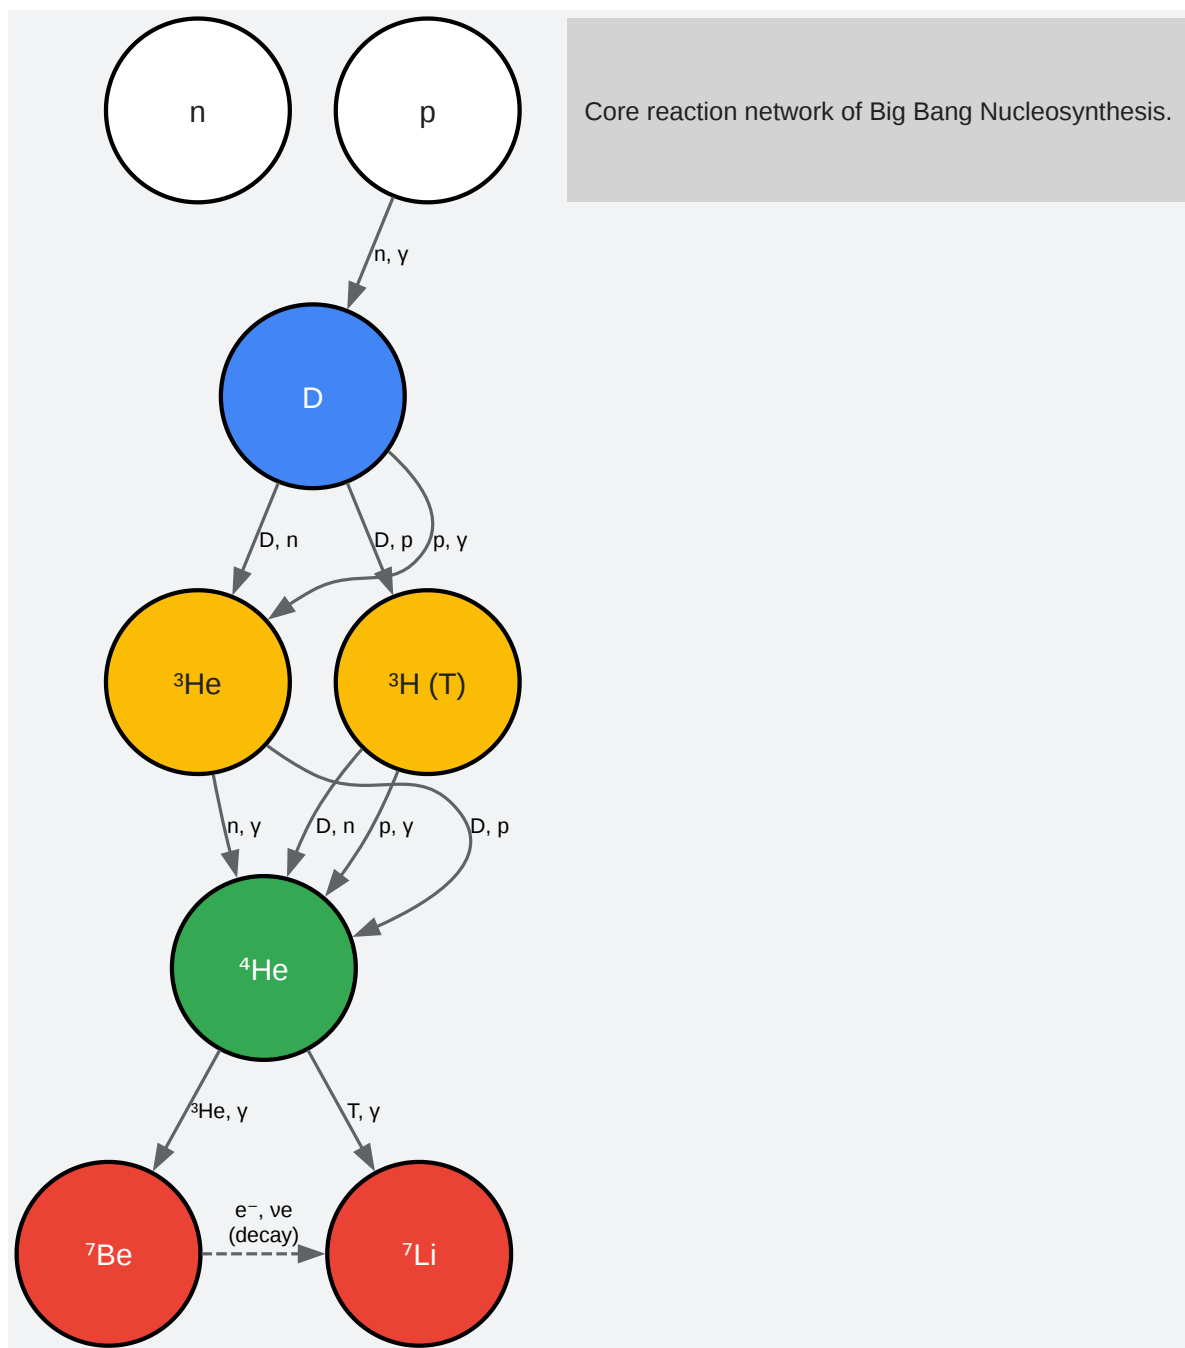 n
p
Core reaction network of Big Bang Nucleosynthesis.
n, γ
D
D, n
D, p
p, γ
³He
³H (T)
n, γ
D, n
p, γ
D, p
⁴He
³He, γ
T, γ
e⁻, νe
(decay)
⁷Be
⁷Li